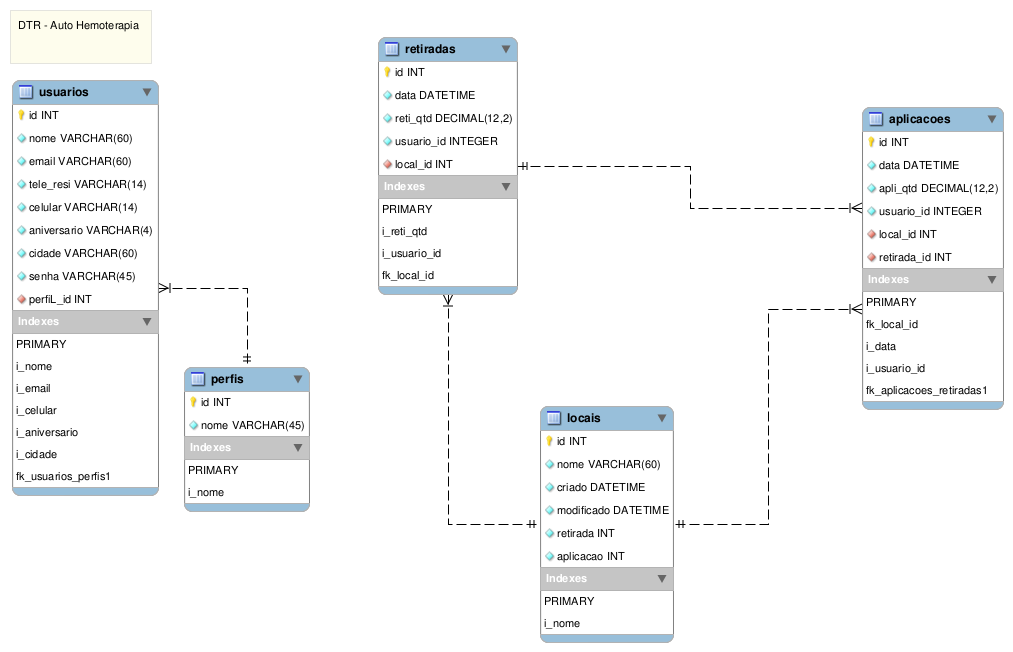 DTR - Auto Hemoterapia
usuarios
id INT
nome VARCHAR(60)
email VARCHAR(60)
tele_resi VARCHAR(14)
celular VARCHAR(14)
aniversario VARCHAR(4)
cidade VARCHAR(60)
senha VARCHAR(45)
perfiL_id INT
Indexes
PRIMARY
i_nome
i_email
i_celular
i_aniversario
i_cidade
fk_usuarios_perfis1
perfis
id INT
nome VARCHAR(45)
Indexes
PRIMARY
i_nome
retiradas
id INT
data DATETIME
reti_qtd DECIMAL(12,2)
usuario_id INTEGER
local_id INT
Indexes
PRIMARY
i_reti_qtd
i_usuario_id
fk_local_id
locais
id INT
nome VARCHAR(60)
criado DATETIME
modificado DATETIME
retirada INT
aplicacao INT
Indexes
PRIMARY
i_nome
aplicacoes
id INT
data DATETIME
apli_qtd DECIMAL(12,2)
usuario_id INTEGER
local_id INT
retirada_id INT
Indexes
PRIMARY
fk_local_id
i_data
i_usuario_id
fk_aplicacoes_retiradas1